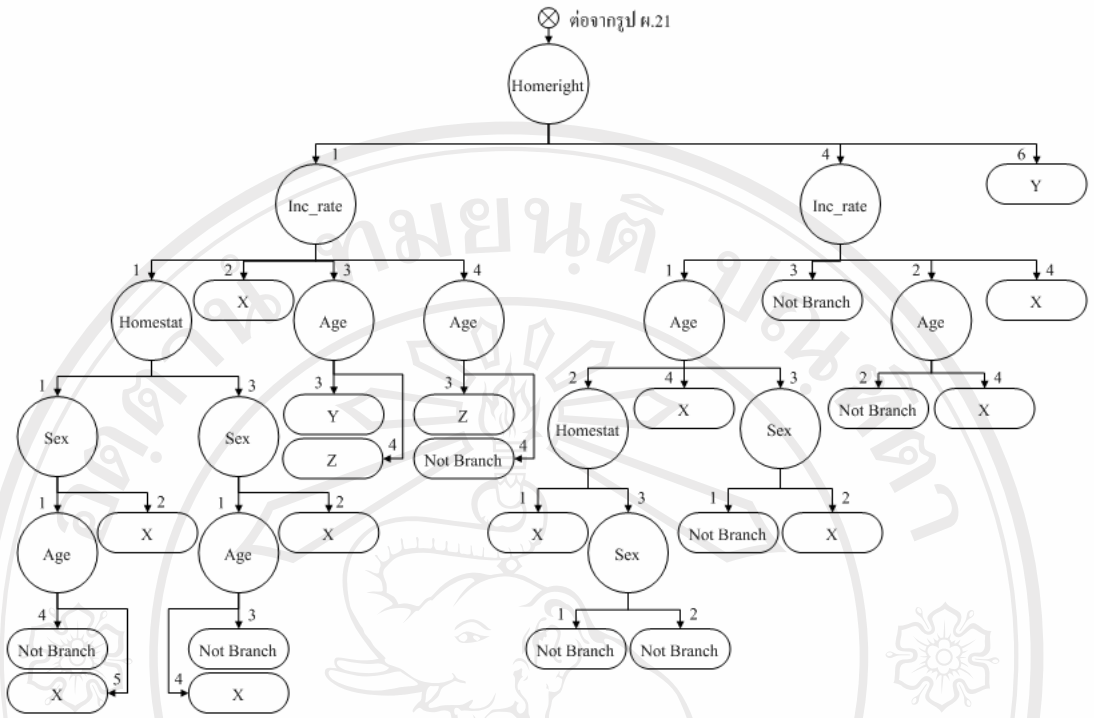 ต่อจากรูป ผ.21
Homeright
1 4 6
Inc_rate Inc_rate Y
1 2 3 4 1 3 2 4
Homestat X Age Age Age Not Branch Age X
1 3 3 4 3 4 2 4 3 2 4
Sex Sex Y Z Homestat X Sex Not Branch X
Z Not Branch
1 2 1 2 1 3 1 2
Age X Age X X Sex Not Branch X
4 5 3 4 1 2
Not Branch Not Branch Not Branch Not Branch
X X